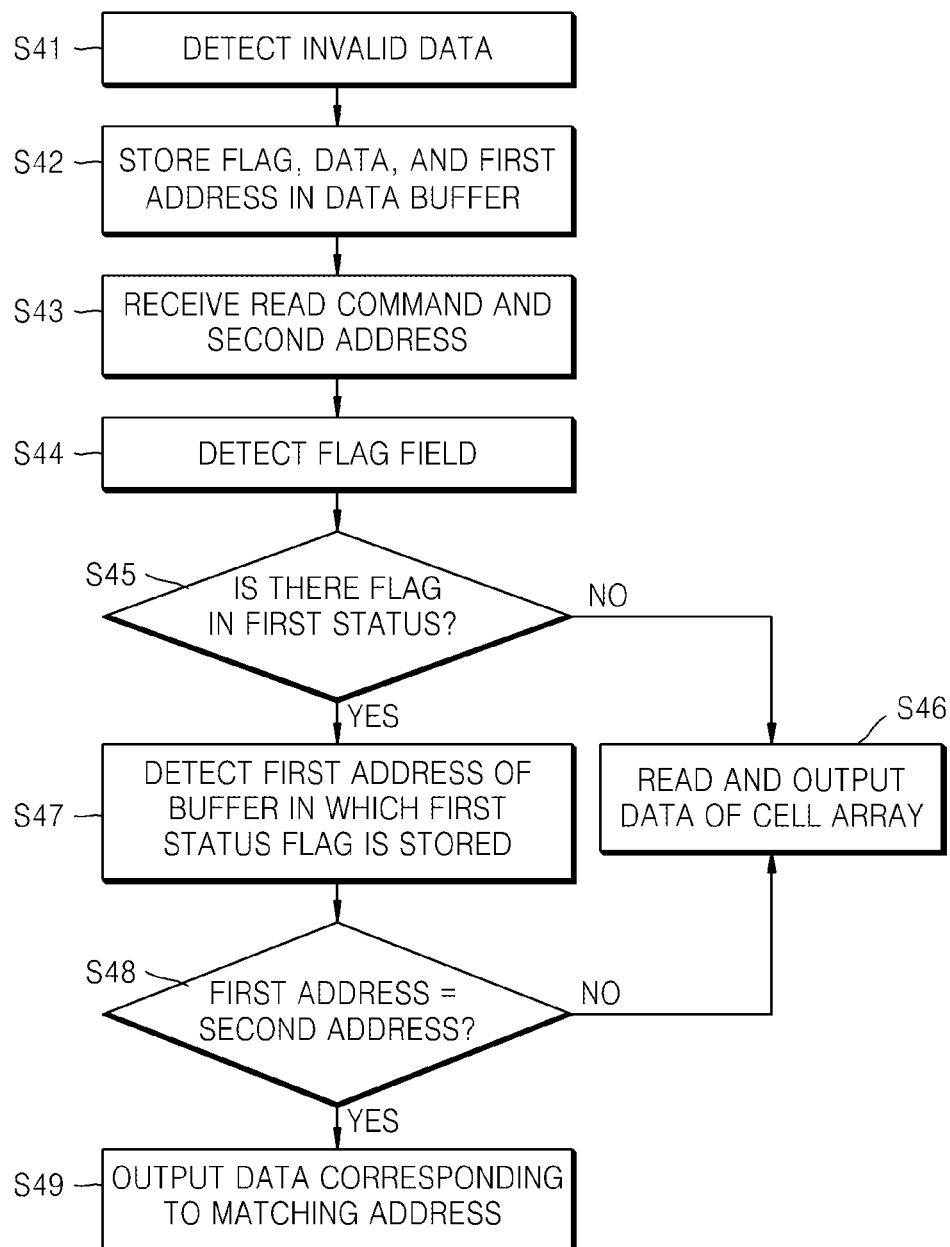 S41
DETECT INVALID DATA
S42
STORE FLAG, DATA, AND FIRST
ADDRESS IN DATA BUFFER
S43
RECEIVE READ COMMAND AND
SECOND ADDRESS
S44
DETECT FLAG FIELD
S45
IS THERE FLAG
IN FIRST STATUS?
NO
YES
S46
READ AND OUTPUT
DATA OF CELL ARRAY
S47
DETECT FIRST ADDRESS OF
BUFFER IN WHICH FIRST
STATUS FLAG IS STORED
S48
FIRST ADDRESS =
SECOND ADDRESS?
NO
YES
S49
OUTPUT DATA CORRESPONDING
TO MATCHING ADDRESS